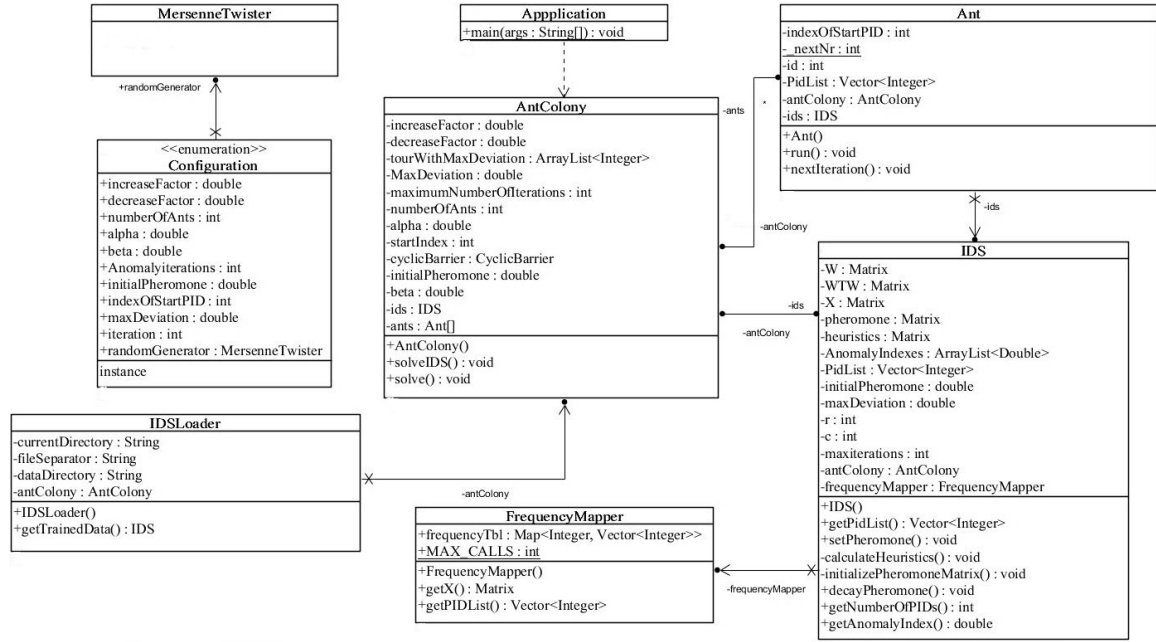 MersenneTwister
+randomGenerator
<<enumeration>>
Configuration
+increaseFactor : double
+decreaseFactor : double
+numberOfAnts : int
+alpha : double
+beta : double
+Anomalyiterations : int
+initialPheromone : double
+indexOfStartPID : int
+maxDeviation : double
+iteration : int
+randomGenerator : MersenneTwister
instance
Appplication
+main(args : String[]) : void
AntColony
-increaseFactor : double
-decreaseFactor : double
-tourWithMaxDeviation : ArrayList<Integer>
-MaxDeviation : double
-maximumNumberOfIterations : int
-numberOfAnts : int
-alpha : double
-startIndex : int
-cyclicBarrier : CyclicBarrier
-initialPheromone : double
-beta : double
-ids : IDS
-ants : Ant[]
+AntColony()
+solveIDS() : void
+solve() : void
-ants
*
-antColony
Ant
-indexOfStartPID : int
-_nextNr : int
-id : int
-PidList : Vector<Integer>
-antColony : AntColony
-ids : IDS
+Ant()
+run() : void
+nextIteration() : void
-ids
-ids
-antColony
IDS
-W : Matrix
-WTW : Matrix
-X : Matrix
-pheromone : Matrix
-heuristics : Matrix
-AnomalyIndexes : ArrayList<Double>
-PidList : Vector<Integer>
-initialPheromone : double
-maxDeviation : double
-r : int
-c : int
-maxiterations : int
-antColony : AntColony
-frequencyMapper : FrequencyMapper
+IDS()
+getPidList() : Vector<Integer>
+setPheromone() : void
-calculateHeuristics() : void
-initializePheromoneMatrix() : void
+decayPheromone() : void
+getNumberOfPIDs() : int
+getAnomalyIndex() : double
IDSLoader
-currentDirectory : String
-fileSeparator : String
-dataDirectory : String
-antColony : AntColony
+IDSLoader()
+getTrainedData() : IDS
-antColony
FrequencyMapper
+frequencyTbl : Map<Integer, Vector<Integer>>
+MAX_CALLS : int
+FrequencyMapper()
+getX() : Matrix
+getPIDList() : Vector<Integer>
-frequencyMapper